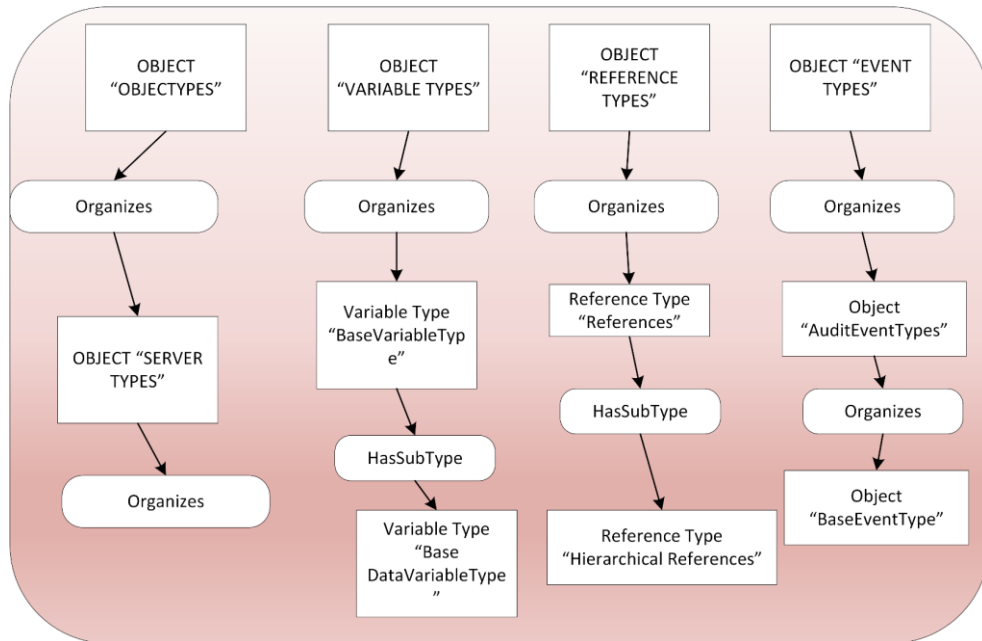 OBJECT
“OBJECTYPES”
Organizes
OBJECT “SERVER
TYPES”
Organizes
OBJECT
“VARIABLE TYPES”
Organizes
Variable Type
“BaseVariableTyp
e”
HasSubType
Variable Type
“Base
DataVariableType
”
OBJECT
“REFERENCE
TYPES”
Organizes
Reference Type
“References”
HasSubType
Reference Type
“Hierarchical References”
OBJECT “EVENT
TYPES”
Organizes
Object
“AuditEventTypes”
Organizes
Object
“BaseEventType”